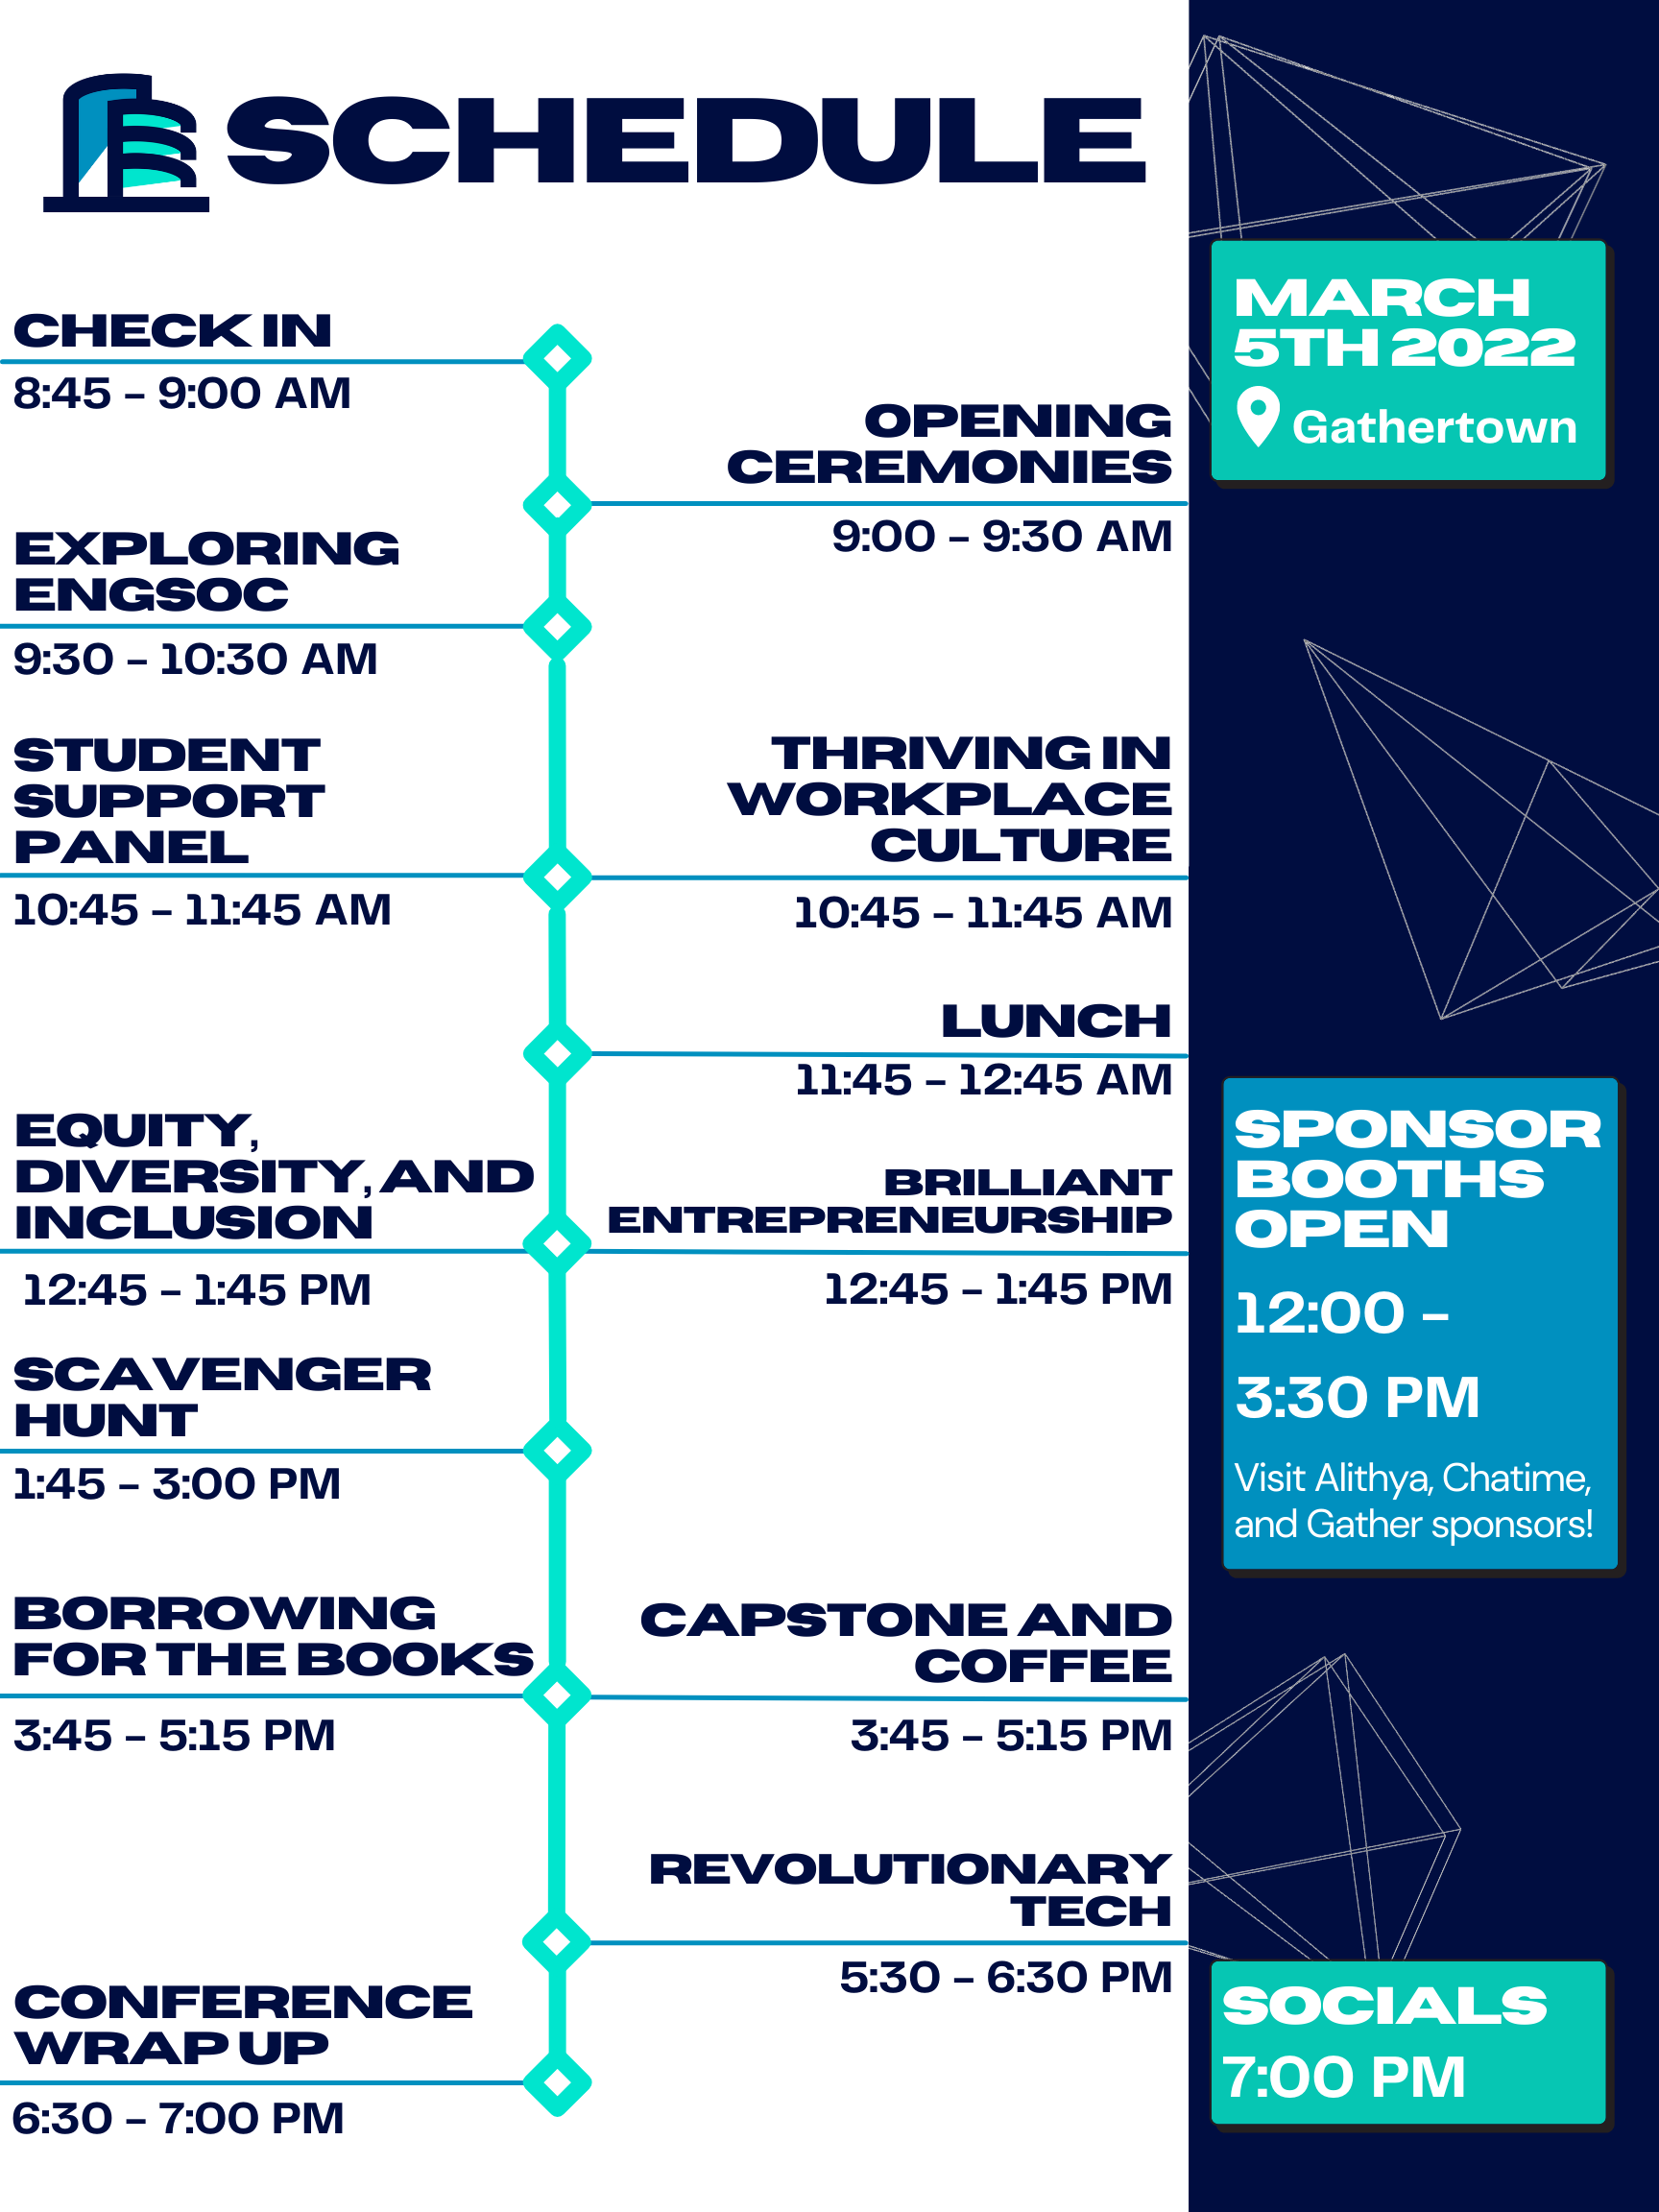 SCHEDULE
CHECK IN
8:45 - 9:00 AM
OPENING
CEREMONIES
9:00 - 9:30 AM
EXPLORING
ENGSOC
9:30 - 10:30 AM
STUDENT
SUPPORT
PANEL
10:45 - 11:45 AM
THRIVING IN
WORKPLACE
CULTURE
10:45 - 11:45 AM
LUNCH
11:45 - 12:45 AM
EQUITY,
DIVERSITY, AND
INCLUSION
12:45 - 1:45 PM
BRILLIANT
ENTREPRENEURSHIP
12:45 - 1:45 PM
SCAVENGER
HUNT
1:45 - 3:00 PM
BORROWING
FOR THE BOOKS
3:45 - 5:15 PM
CAPSTONE AND
COFFEE
3:45 - 5:15 PM
REVOLUTIONARY
TECH
5:30 - 6:30 PM
CONFERENCE
WRAP UP
6:30 - 7:00 PM
MARCH
5TH 2022
Gathertown
SPONSOR
BOOTHS
OPEN
12:00 -
3:30 PM
Visit Alithya, Chatime,
and Gather sponsors!
SOCIALS
7:00 PM